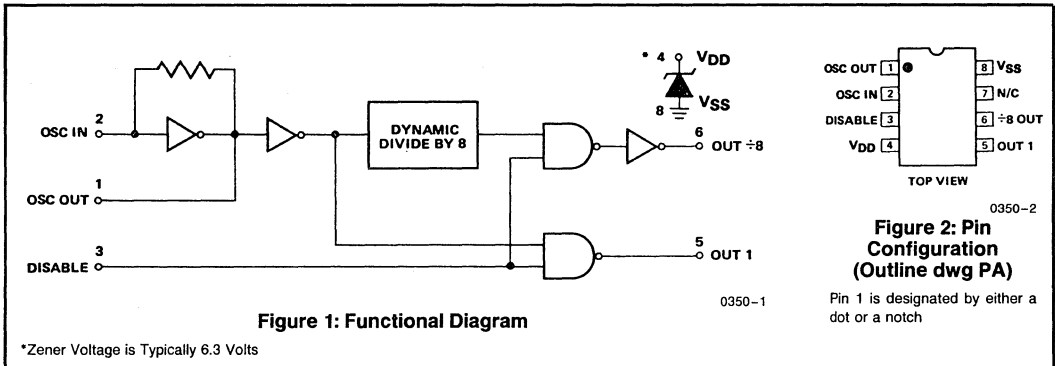 2
OSC IN
1
OSC OUT
3
DISABLE
DYNAMIC
DIVIDE BY 8
* 4
VDD
8
VSS
6
OUT ÷8
5
OUT 1
0350-1
Figure 1: Functional Diagram
*Zener Voltage is Typically 6.3 Volts
OSC OUT 1
8 VSS
OSC IN 2
7 N/C
DISABLE 3
6 ÷8 OUT
VDD 4
5 OUT 1
TOP VIEW
0350-2
Figure 2: Pin
Configuration
(Outline dwg PA)
Pin 1 is designated by either a
dot or a notch